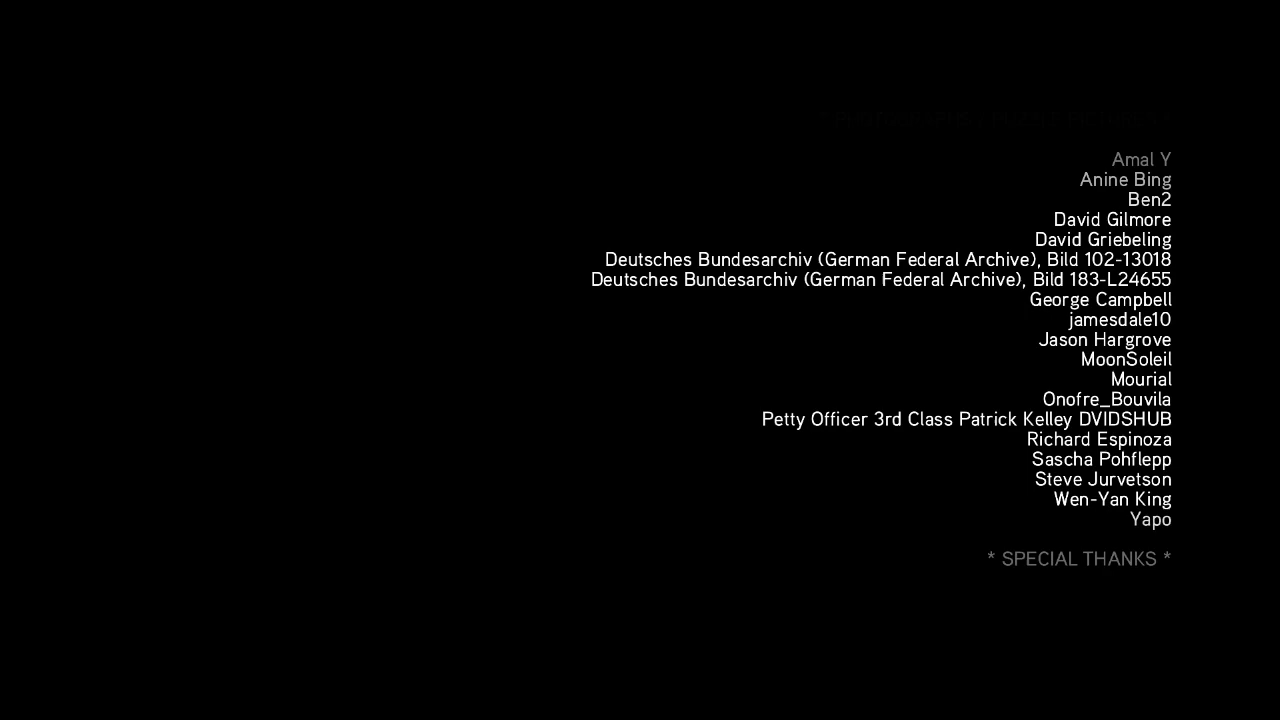 Amal Y
Anine Bing
Ben2
David Gilmore
David Griebeling
Deutsches Bundesarchiv (German Federal Archive), Bild 102-13018
Deutsches Bundesarchiv (German Federal Archive), Bild 183-L24655
George Campbell
jamesdale10
Jason Hargrove
MoonSoleil
Mourial
Onofre_Bouvila
Petty Officer 3rd Class Patrick Kelley DVIDSHUB
Richard Espinoza
Sascha Pohflepp
Steve Jurvetson
Wen-Yan King
Yapo
* SPECIAL THANKS *